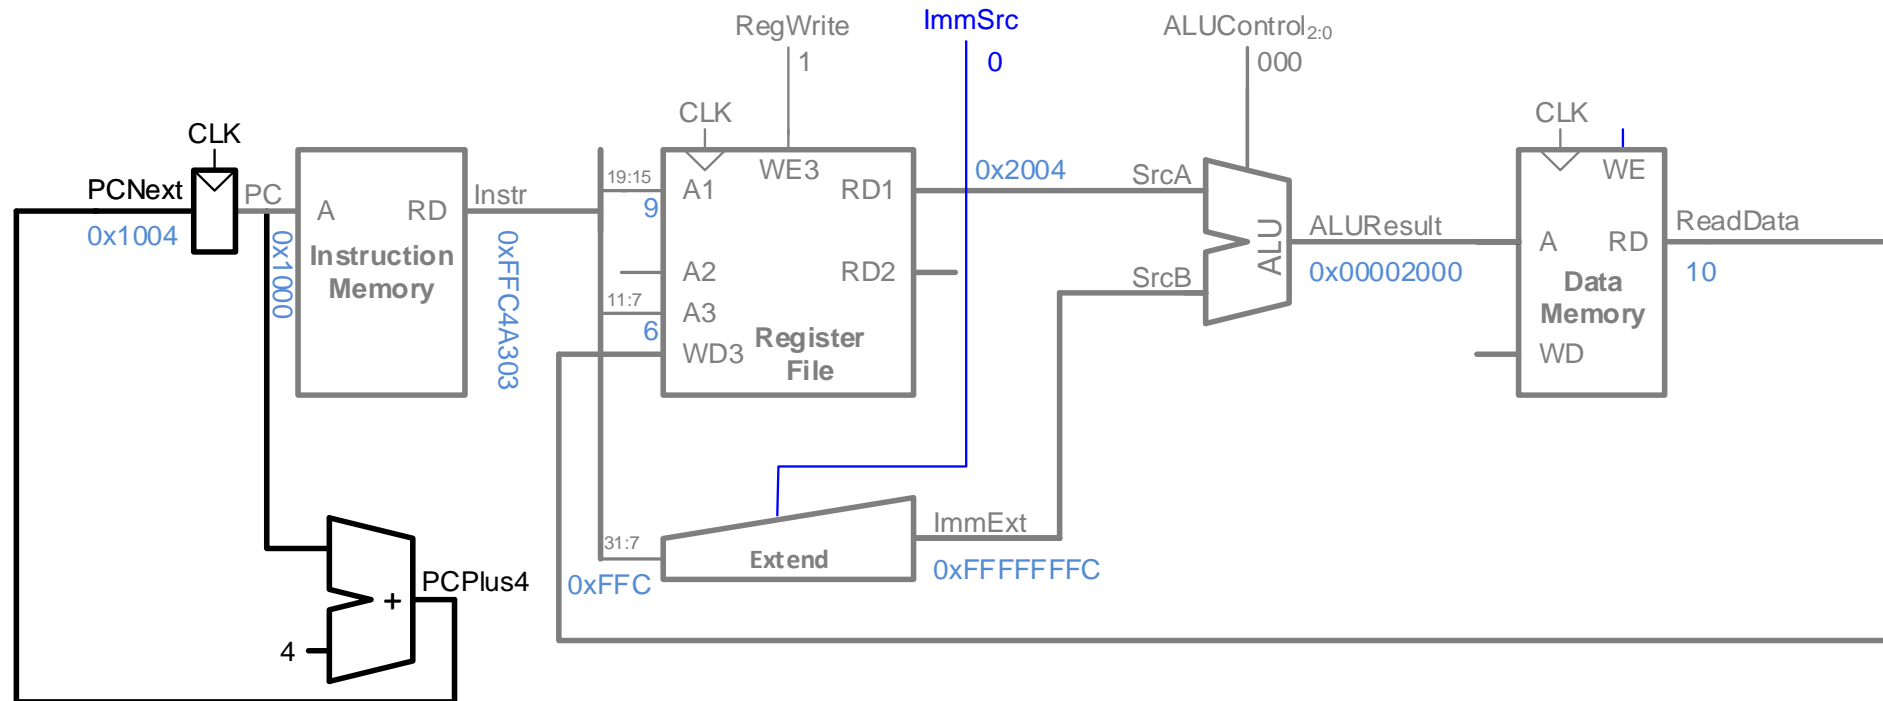 RegWrite
1
ImmSrc
0
ALUControl2:0
000
CLK
PCNext
0x1004
PC
0x1000
A
RD
Instruction
Memory
Instr
0xFFC4A303
CLK
WE3
19:15
9
A1
RD1
A2
RD2
11:7
6
A3
WD3
Register
File
0x2004
SrcA
SrcB
ALU
ALUResult
0x00002000
CLK
WE
A
RD
Data
Memory
WD
ReadData
10
31:7
0xFFC
Extend
ImmExt
0xFFFFFFFC
PCPlus4
+
4